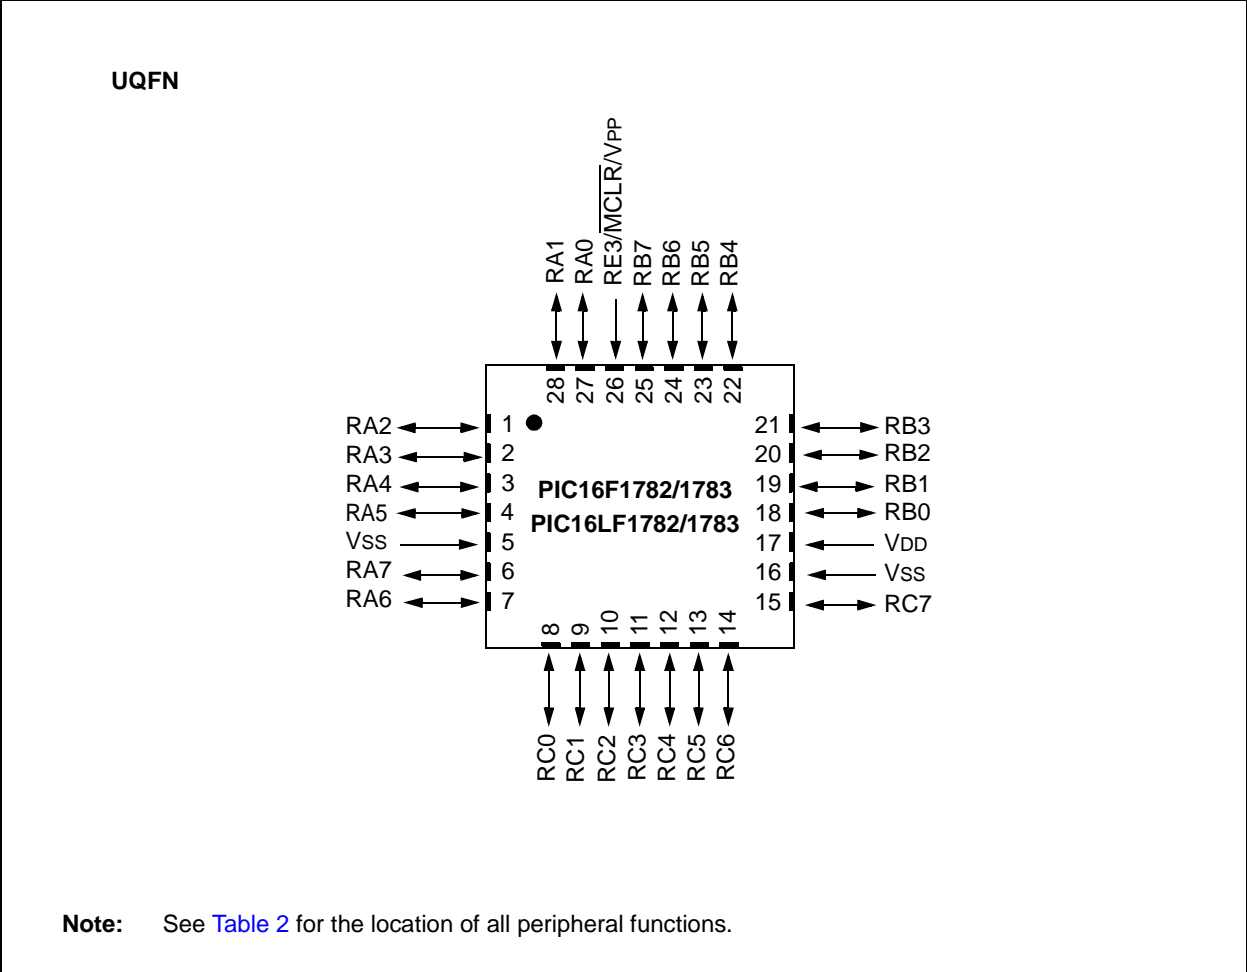 UQFN
RA1
RA0
RE3/MCLR/VPP
RB7
RB6
RB5
RB4
28
27
26
25
24
23
22
RA2 1
RA3 2
RA4 3
RA5 4
VSS 5
RA7 6
RA6 7
PIC16F1782/1783
PIC16LF1782/1783
21 RB3
20 RB2
19 RB1
18 RB0
17 VDD
16 VSS
15 RC7
8
9
10
11
12
13
14
RC0
RC1
RC2
RC3
RC4
RC5
RC6
Note: See Table 2 for the location of all peripheral functions.